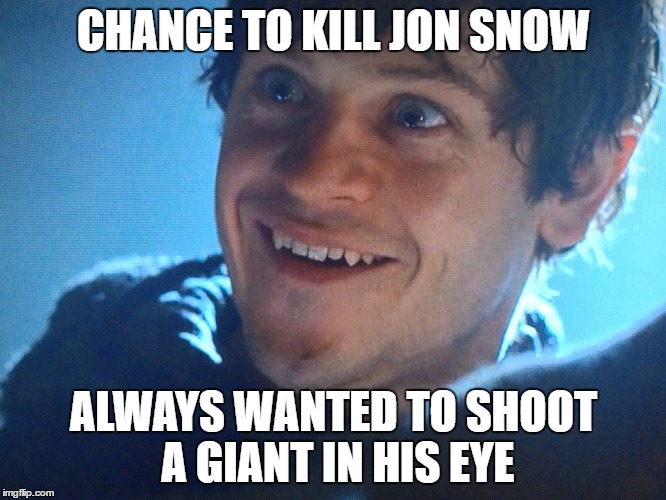 CHANCE TO KILL JON SNOW
ALWAYS WANTED TO SHOOT
A GIANT IN HIS EYE
imgflip.com